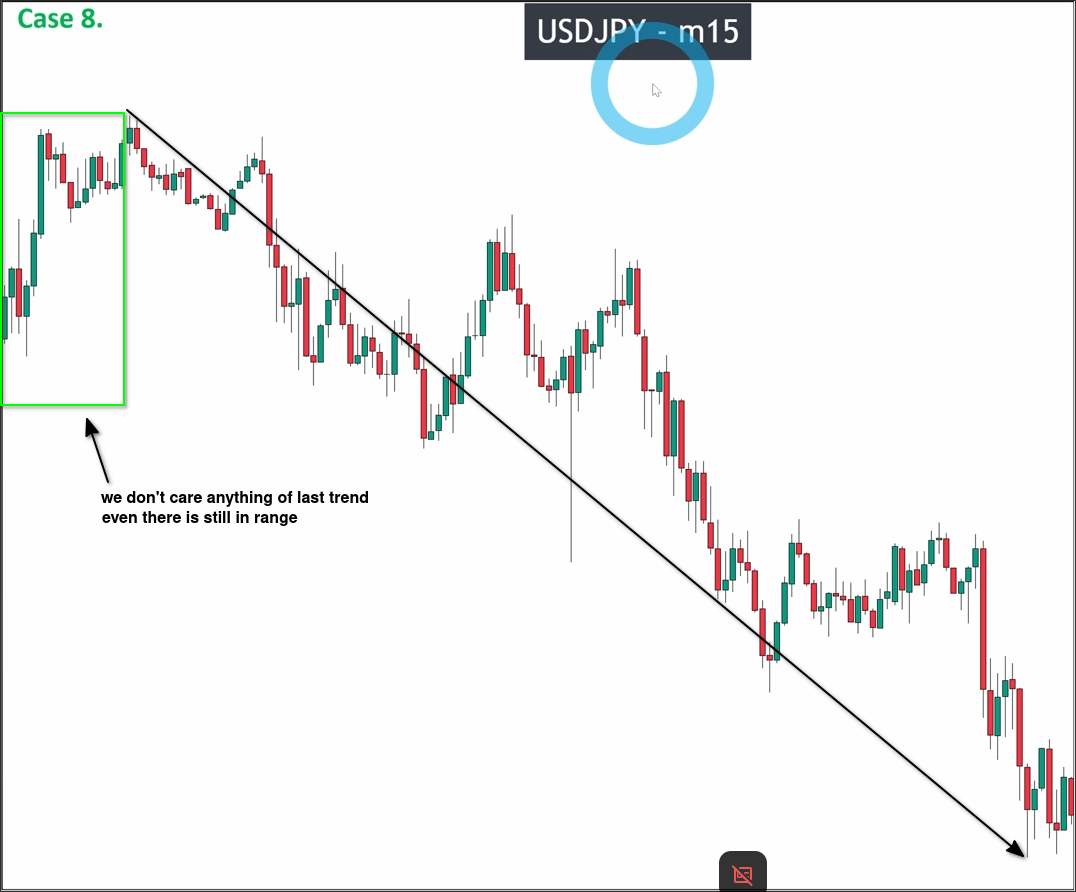 Case 8.
USDJPY - m15
we don't care anything of last trend
even there is still in range